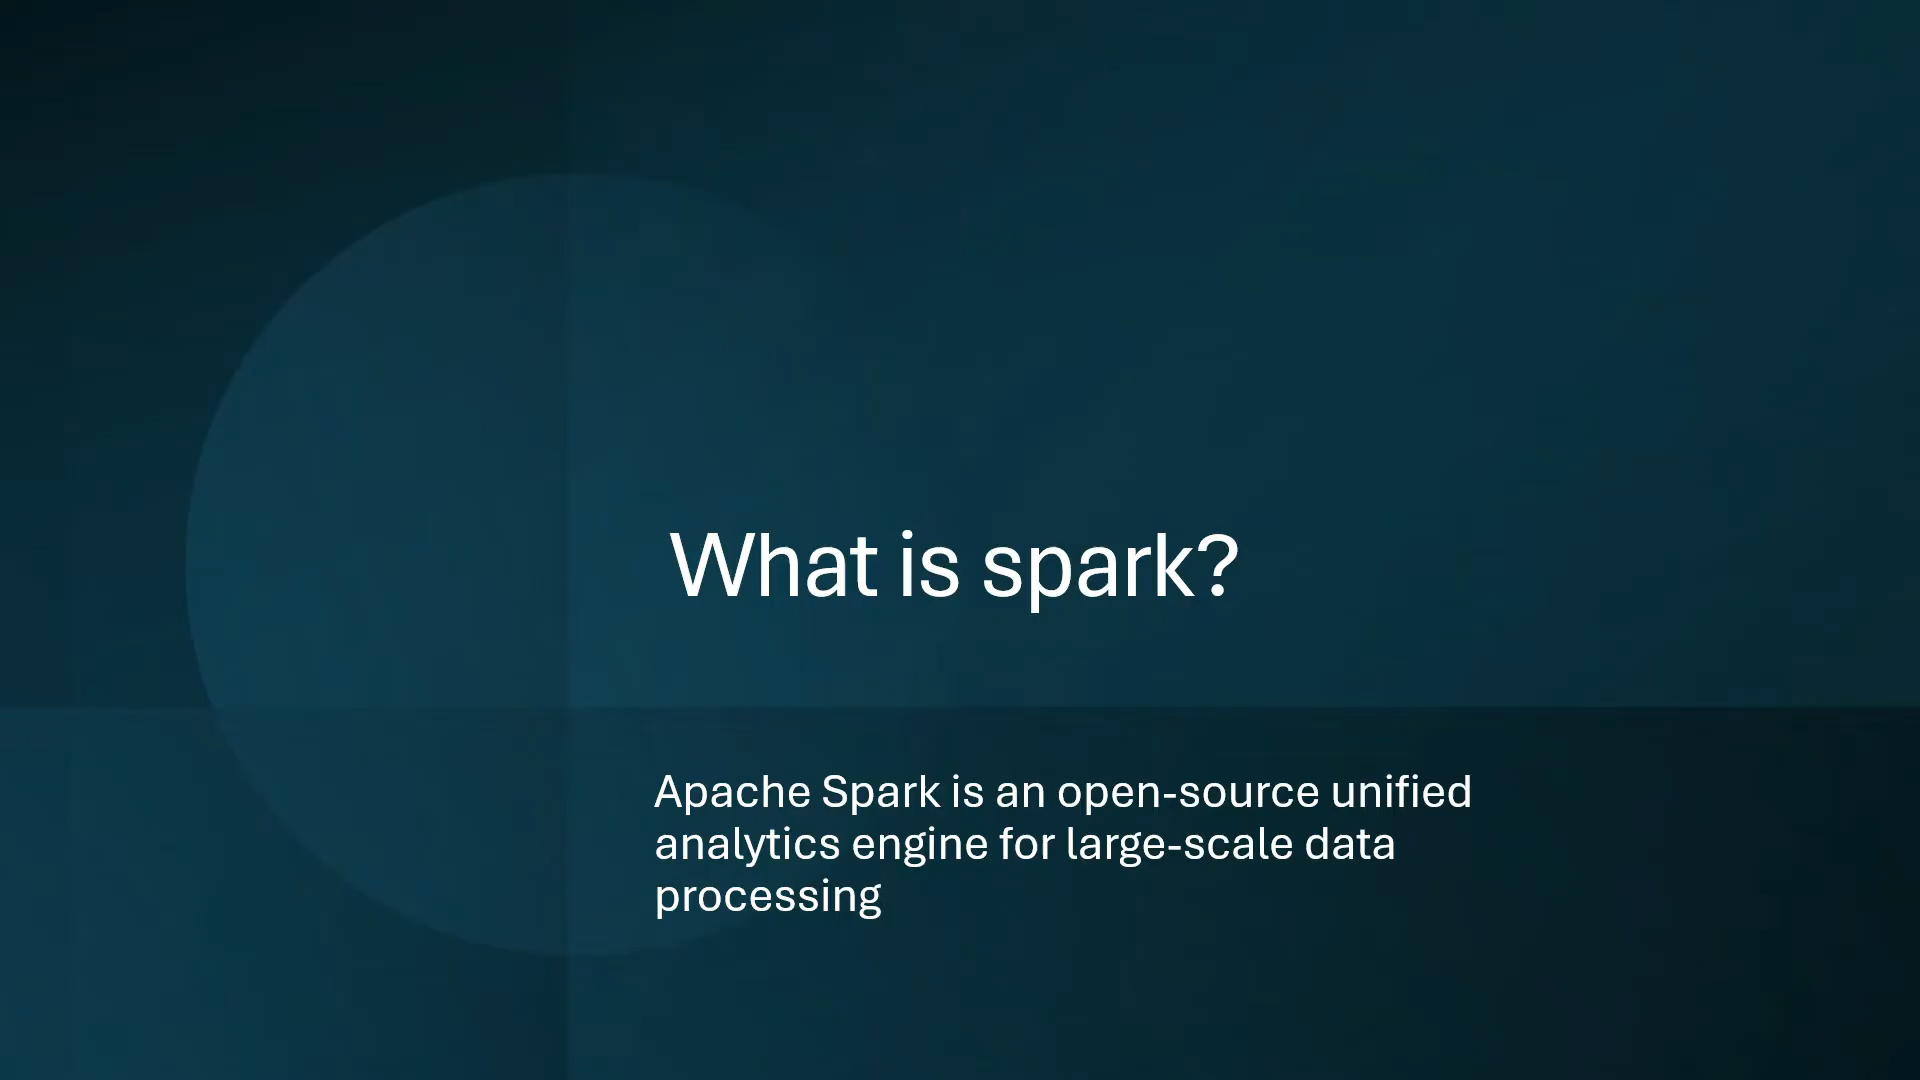 What is spark?
Apache Spark is an open-source unified
analytics engine for large-scale data
processing